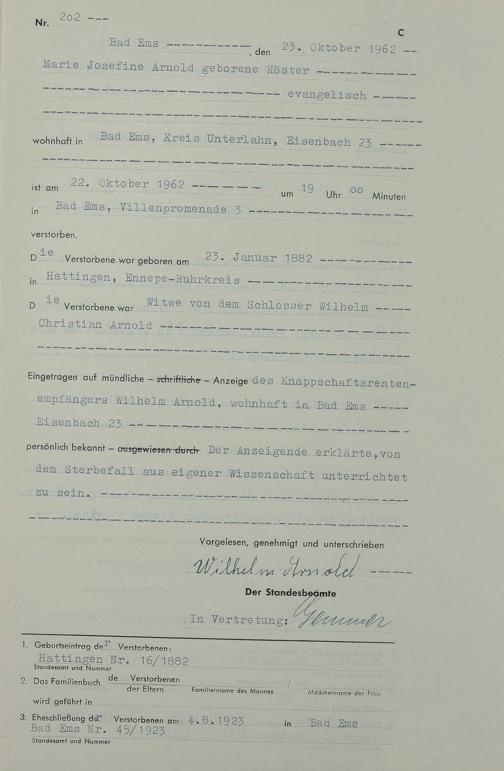 Nr. 202 ---
C
Bad Ems -----------, den 23. Oktober 1962 --
Marie Josefine Arnold geborene Köster -------------
------------------------------- evangelisch ------
--------------------------------------------------
wohnhaft in Bad Ems, Kreis Unterlahn, Eisenbach 23 -----
--------------------------------------------------
ist am 22. Oktober 1962 -------- um 19 Uhr 00 Minuten
in Bad Ems, Villenpromenade 3 ---------------------
verstorben.
Die Verstorbene war geboren am 23. Januar 1882 ------------
in Hattingen, Ennepe-Ruhrkreis ---------------------
Die Verstorbene war Witwe von dem Schlosser Wilhelm -----
Christian Arnold --------------------------------
--------------------------------------------------
Eingetragen auf mündliche – schriftliche – Anzeige des Knappschaftsrenten-
empfängers Wilhelm Arnold, wohnhaft in Bad Ems -----
Eisenbach 23 ------------------------------------
persönlich bekannt – ausgewiesen durch Der Anzeigende erklärte, von
dem Sterbefall aus eigener Wissenschaft unterrichtet
zu sein. ----------------------------------------
--------------------------------------------------
Vorgelesen, genehmigt und unterschrieben
Wilhelm Arnold -----
Der Standesbeamte
In Vertretung:
1. Geburtseintrag der Verstorbenen:
Hattingen Nr. 16/1882
Standesamt und Nummer
2. Das Familienbuch de Verstorbenen /
der Eltern Familienname des Mannes Mädchenname der Frau
wird geführt in
3. Eheschließung der Verstorbenen am 4.8.1923 in Bad Ems
Bad Ems Nr. 45/1923
Standesamt und Nummer